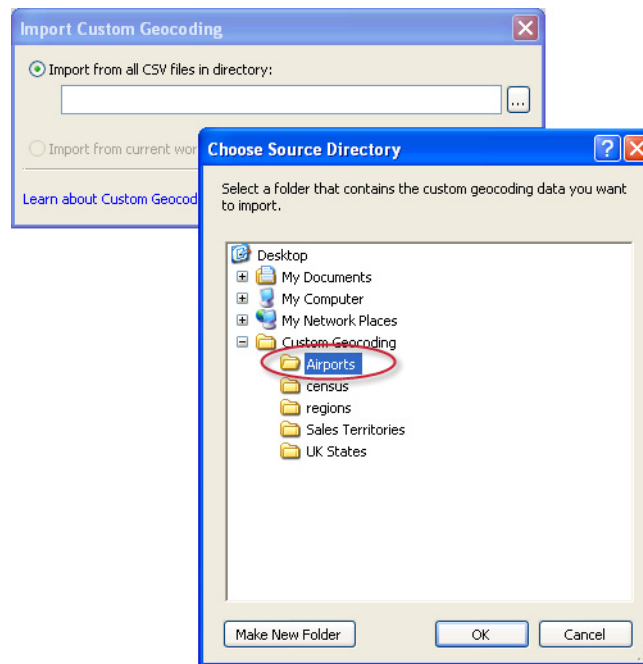 Import Custom Geocoding
Import from all CSV files in directory:
...
Import from current wor
Learn about Custom Geocod
Choose Source Directory
Select a folder that contains the custom geocoding data you want
to import.
Desktop
My Documents
My Computer
My Network Places
Custom Geocoding
Airports
census
regions
Sales Territories
UK States
Make New Folder
OK
Cancel